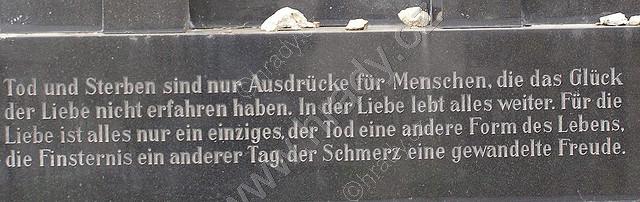 Tod und Sterben sind nur Ausdrücke für Menschen, die das Glück
der Liebe nicht erfahren haben. In der Liebe lebt alles weiter. Für die
Liebe ist alles nur ein einziges, der Tod eine andere Form des Lebens,
die Finsternis ein anderer Tag, der Schmerz eine gewandelte Freude.